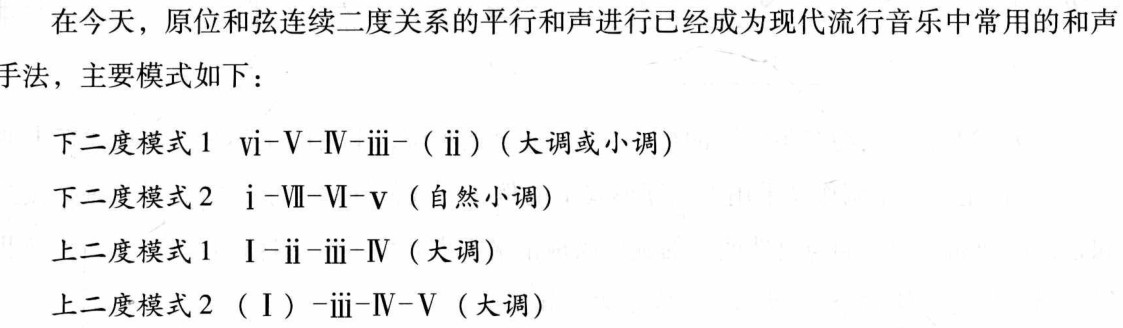 在今天，原位和弦连续二度关系的平行和声进行已经成为现代流行音乐中常用的和声
手法，主要模式如下：
下二度模式1 ⅵ-Ⅴ-Ⅳ-ⅲ-（ⅱ）（大调或小调）
下二度模式2 ⅰ-Ⅶ-Ⅵ-ⅴ（自然小调）
上二度模式1 Ⅰ-ⅱ-ⅲ-Ⅳ（大调）
上二度模式2（Ⅰ）-ⅲ-Ⅳ-Ⅴ（大调）